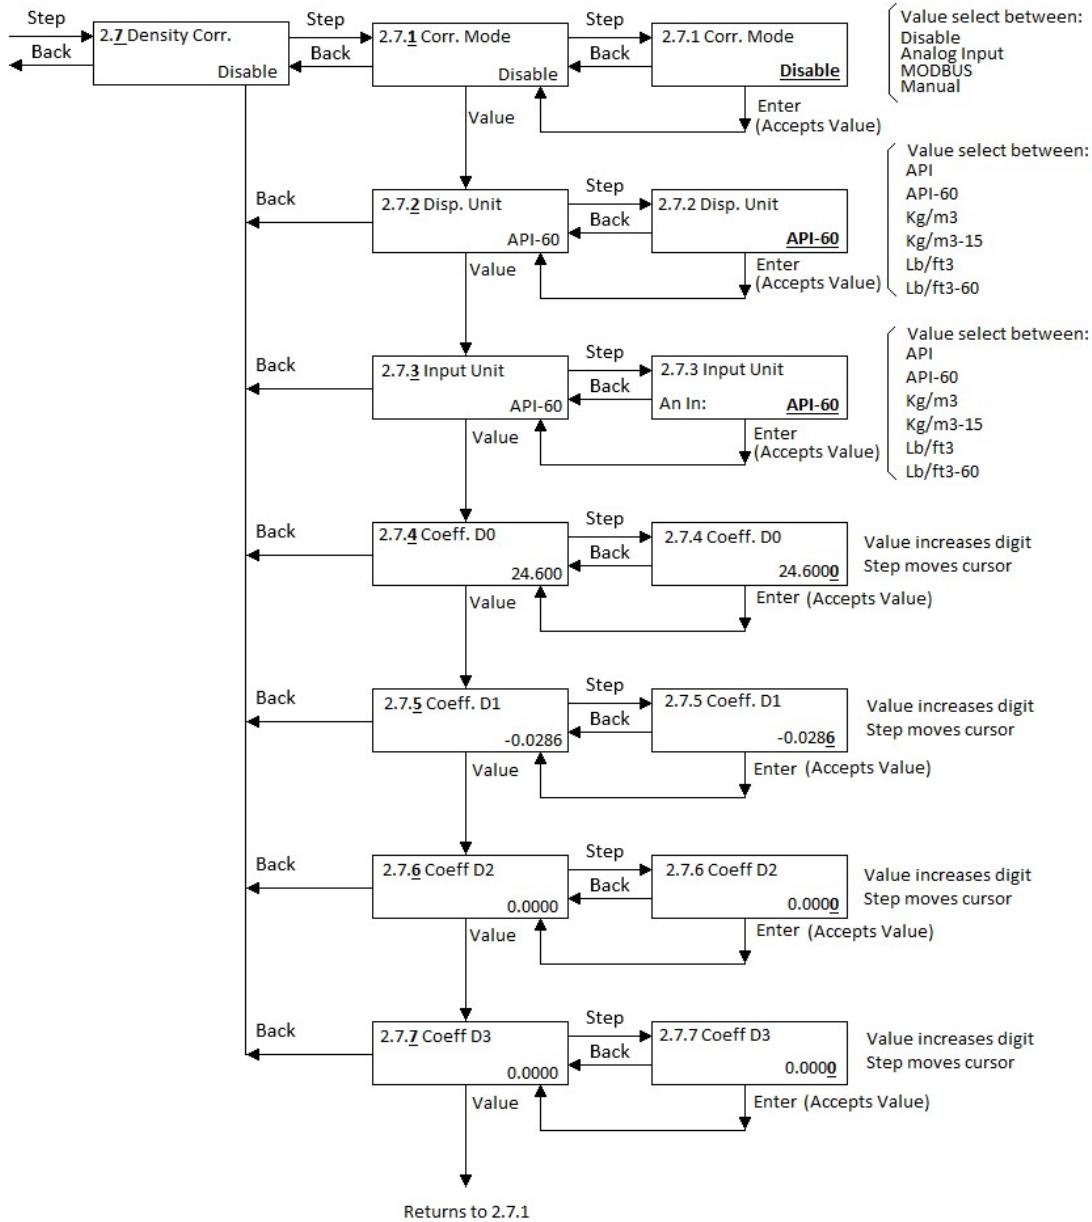 Step
Back
2.7 Density Corr.
Disable
Step
Back
2.7.1 Corr. Mode
Disable
Step
Back
2.7.1 Corr. Mode
Disable
Value select between:
Disable
Analog Input
MODBUS
Manual
Value
Enter
(Accepts Value)
Back
2.7.2 Disp. Unit
API-60
Step
Back
2.7.2 Disp. Unit
API-60
Value select between:
API
API-60
Kg/m3
Kg/m3-15
Lb/ft3
Lb/ft3-60
Value
Enter
(Accepts Value)
Back
2.7.3 Input Unit
API-60
Step
Back
2.7.3 Input Unit
An In: API-60
Value select between:
API
API-60
Kg/m3
Kg/m3-15
Lb/ft3
Lb/ft3-60
Value
Enter
(Accepts Value)
Back
2.7.4 Coeff. D0
24.600
Step
Back
2.7.4 Coeff. D0
24.6000
Value increases digit
Step moves cursor
Value
Enter (Accepts Value)
Back
2.7.5 Coeff. D1
-0.0286
Step
Back
2.7.5 Coeff. D1
-0.0286
Value increases digit
Step moves cursor
Value
Enter (Accepts Value)
Back
2.7.6 Coeff D2
0.0000
Step
Back
2.7.6 Coeff D2
0.0000
Value increases digit
Step moves cursor
Value
Enter (Accepts Value)
Back
2.7.7 Coeff D3
0.0000
Step
Back
2.7.7 Coeff D3
0.0000
Value increases digit
Step moves cursor
Value
Enter (Accepts Value)
Returns to 2.7.1